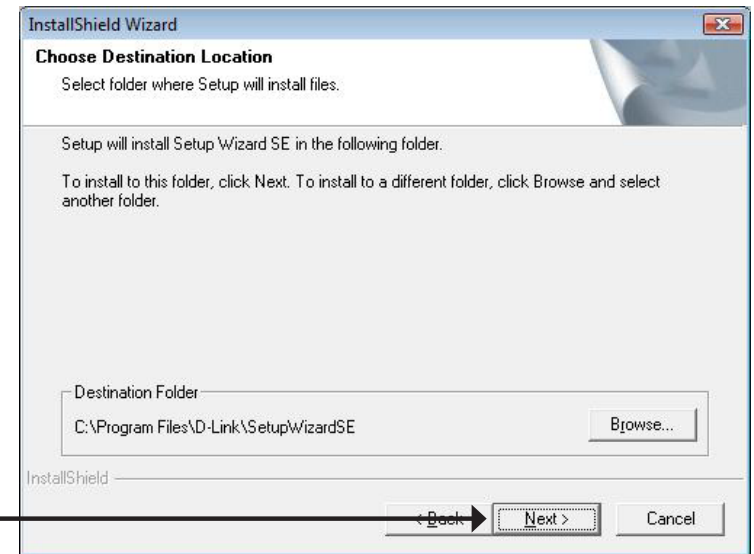 InstallShield Wizard
Choose Destination Location
Select folder where Setup will install files.
Setup will install Setup Wizard SE in the following folder.
To install to this folder, click Next. To install to a different folder, click Browse and select
another folder.
Destination Folder
C:\Program Files\D-Link\SetupWizardSE
Browse...
InstallShield
< Back
Next >
Cancel